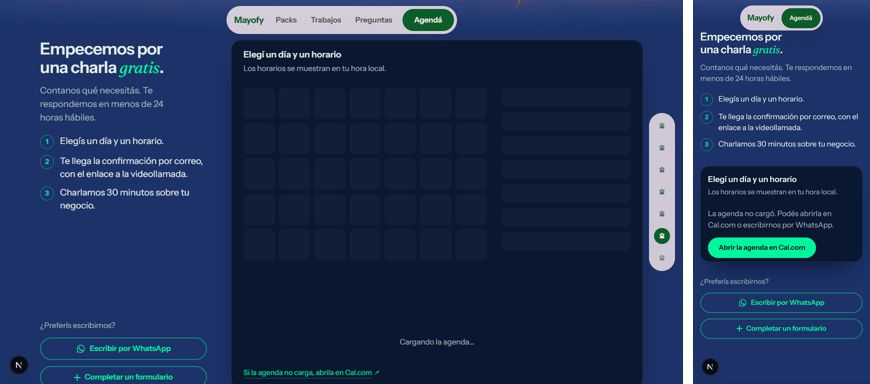 Mayofy Packs Trabajos Preguntas Agendá
Empecemos por
una charla gratis.
Contanos qué necesitás. Te
respondemos en menos de 24
horas hábiles.
1 Elegís un día y un horario.
2 Te llega la confirmación por correo,
con el enlace a la videollamada.
3 Charlamos 30 minutos sobre tu
negocio.
¿Preferís escribirnos?
Escribir por WhatsApp
+ Completar un formulario
N
Elegí un día y un horario
Los horarios se muestran en tu hora local.
Cargando la agenda...
Si la agenda no carga, abrila en Cal.com ↗
Mayofy Agendá
Empecemos por
una charla gratis.
Contanos qué necesitás. Te respondemos en
menos de 24 horas hábiles.
1 Elegís un día y un horario.
2 Te llega la confirmación por correo, con el
enlace a la videollamada.
3 Charlamos 30 minutos sobre tu negocio.
Elegí un día y un horario
Los horarios se muestran en tu hora local.
La agenda no cargó. Podés abrirla en
Cal.com o escribirnos por WhatsApp.
Abrir la agenda en Cal.com
¿Preferís escribirnos?
Escribir por WhatsApp
+ Completar un formulario
N